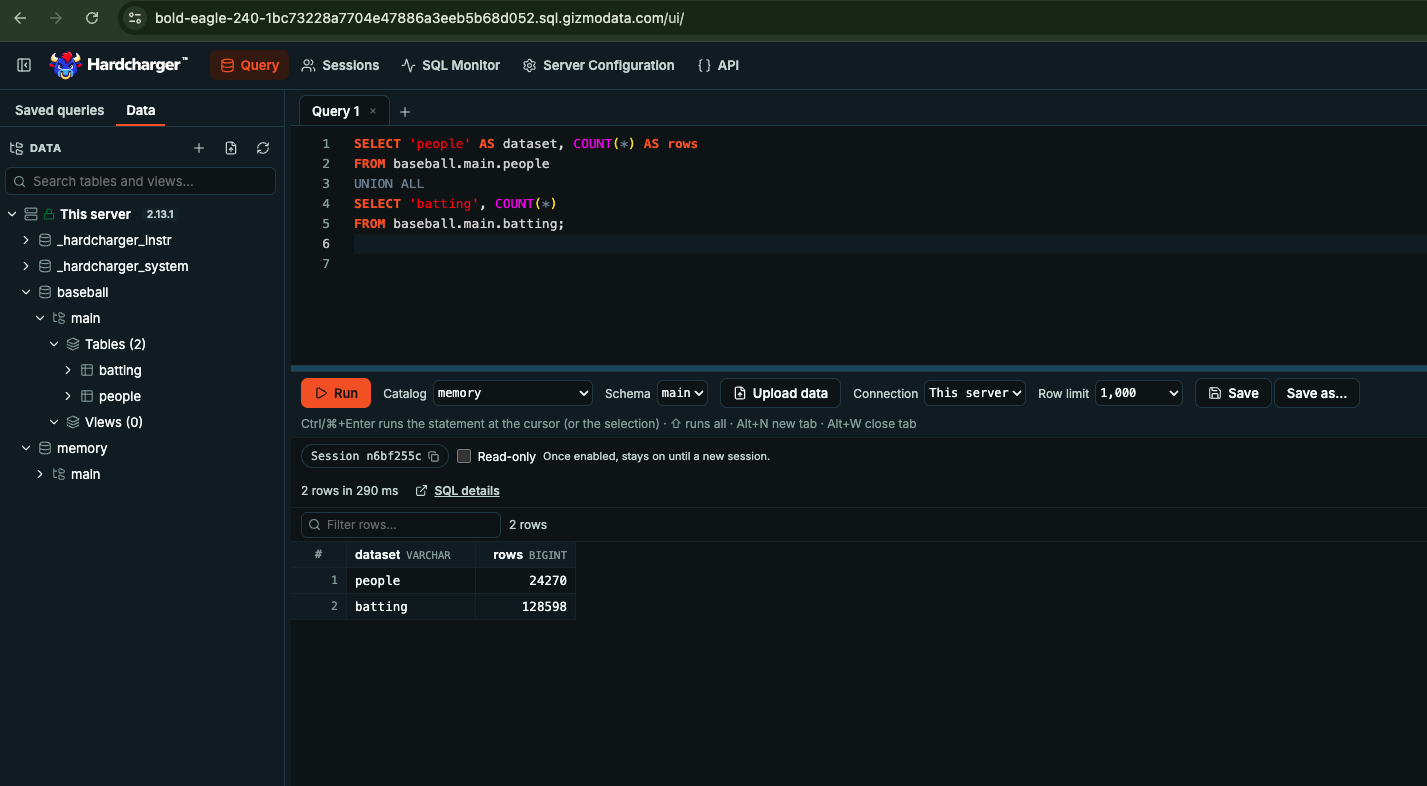 bold-eagle-240-1bc73228a7704e47886a3eeb5b68d052.sql.gizmodata.com/ui/
Hardcharger™
Query
Sessions
SQL Monitor
Server Configuration
{ } API
Saved queries
Data
Query 1 × +
DATA
Search tables and views...
This server 2.13.1
_hardcharger_instr
_hardcharger_system
baseball
main
Tables (2)
batting
people
Views (0)
memory
main
1 SELECT 'people' AS dataset, COUNT(*) AS rows
2 FROM baseball.main.people
3 UNION ALL
4 SELECT 'batting', COUNT(*)
5 FROM baseball.main.batting;
6
7
Run Catalog memory Schema main Upload data Connection This server Row limit 1,000 Save Save as...
Ctrl/⌘+Enter runs the statement at the cursor (or the selection) · ⇧ runs all · Alt+N new tab · Alt+W close tab
Session n6bf255c Read-only Once enabled, stays on until a new session.
2 rows in 290 ms SQL details
Filter rows... 2 rows
# dataset VARCHAR rows BIGINT
1 people 24270
2 batting 128598